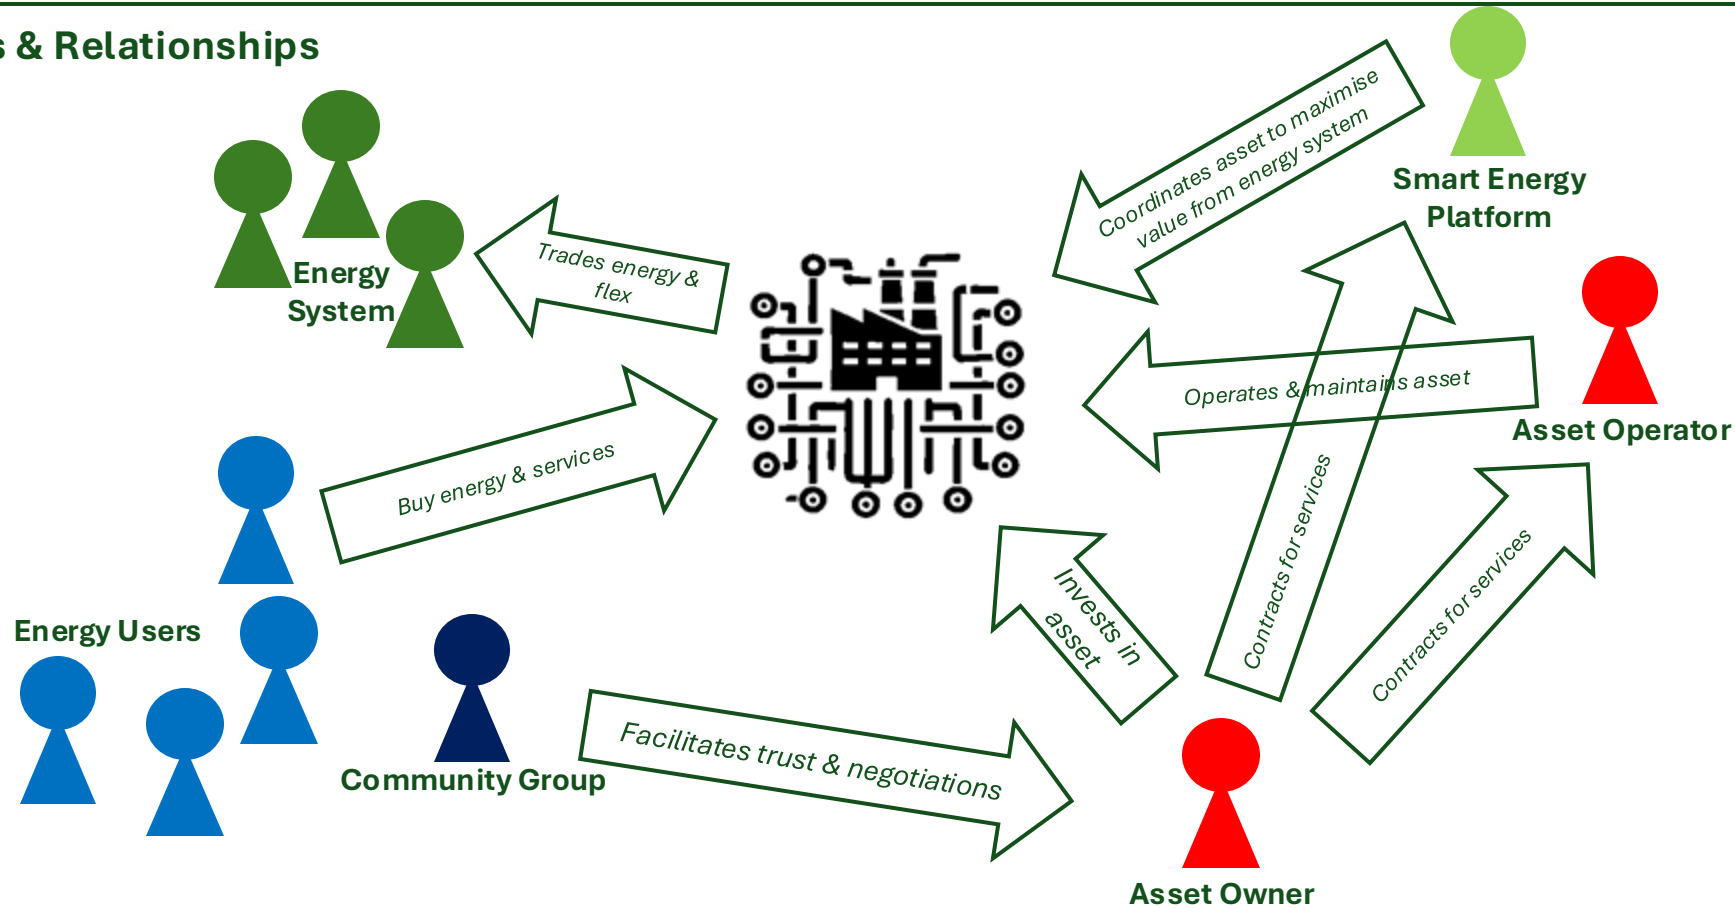 s & Relationships
Coordinates asset to maximise
value from energy system
Smart Energy
Platform
Trades energy &
flex
Energy
System
Operates & maintains asset
Asset Operator
Buy energy & services
Contracts for services
Contracts for services
Invests in
asset
Energy Users
Community Group
Facilitates trust & negotiations
Asset Owner